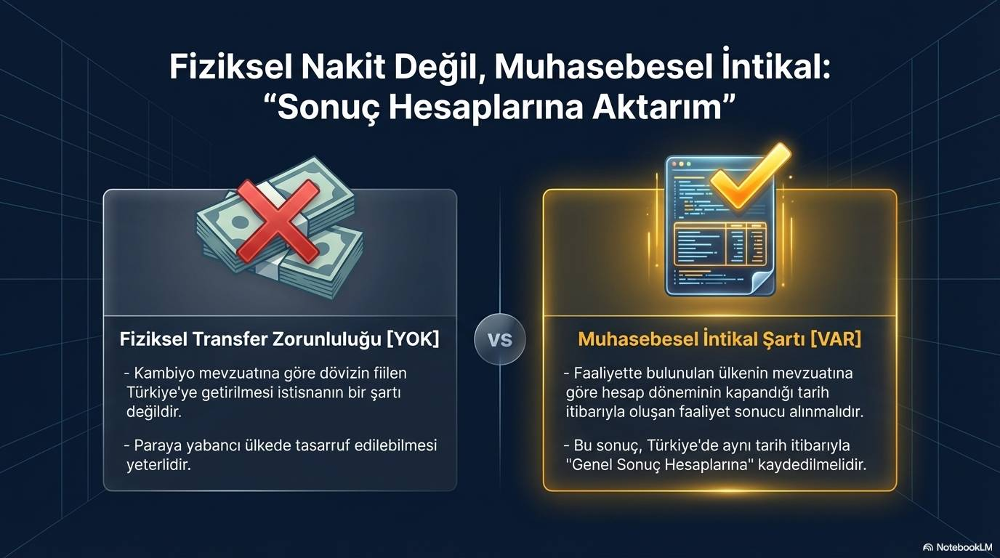 Fiziksel Nakit Değil, Muhasebesel İntikal:
“Sonuç Hesaplarına Aktarım”
Fiziksel Transfer Zorunluluğu [YOK]
- Kambiyo mevzuatına göre dövizin fiilen
Türkiye'ye getirilmesi istisnanın bir şartı
değildir.
- Paraya yabancı ülkede tasarruf edilebilmesi
yeterlidir.
vs
Muhasebesel İntikal Şartı [VAR]
- Faaliyette bulunulan ülkenin mevzuatına
göre hesap döneminin kapandığı tarih
itibarıyla oluşan faaliyet sonucu alınmalıdır.
- Bu sonuç, Türkiye'de aynı tarih itibarıyla
"Genel Sonuç Hesaplarına" kaydedilmelidir.
NotebookLM